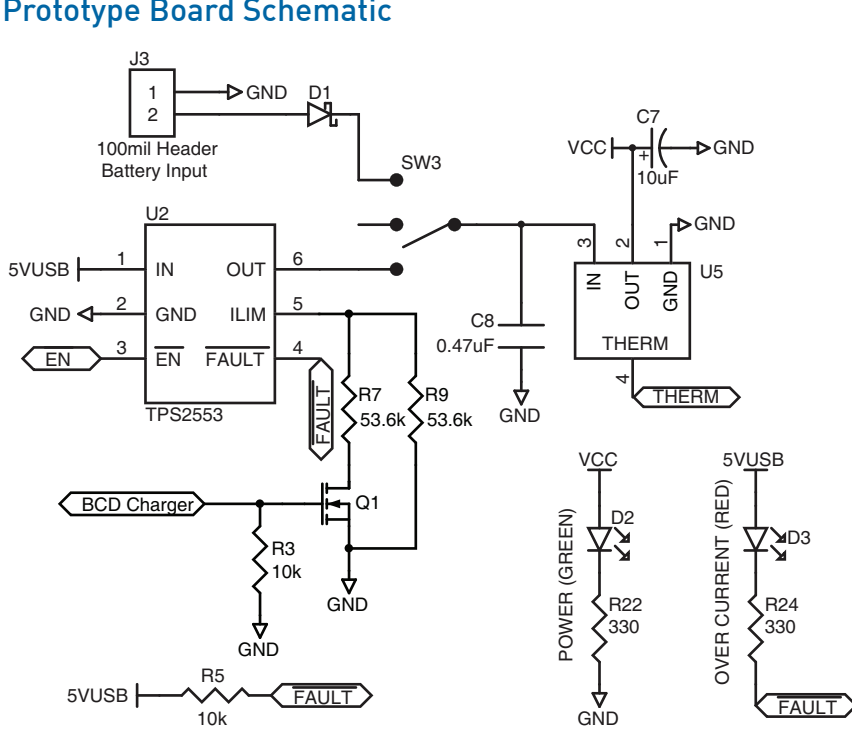 Prototype Board Schematic
J3
1
2
GND
D1
100mil Header
Battery Input
SW3
C7
VCC
+
10uF
GND
U2
5VUSB
1
IN
OUT
6
GND
2
GND
ILIM
5
EN
3
EN
FAULT
4
TPS2553
FAULT
R7
53.6k
R9
53.6k
C8
0.47uF
GND
3
2
1
GND
IN
OUT
GND
U5
THERM
4
THERM
BCD Charger
Q1
R3
10k
GND
GND
5VUSB
R5
10k
FAULT
VCC
POWER (GREEN)
D2
R22
330
GND
5VUSB
OVER CURRENT (RED)
D3
R24
330
FAULT